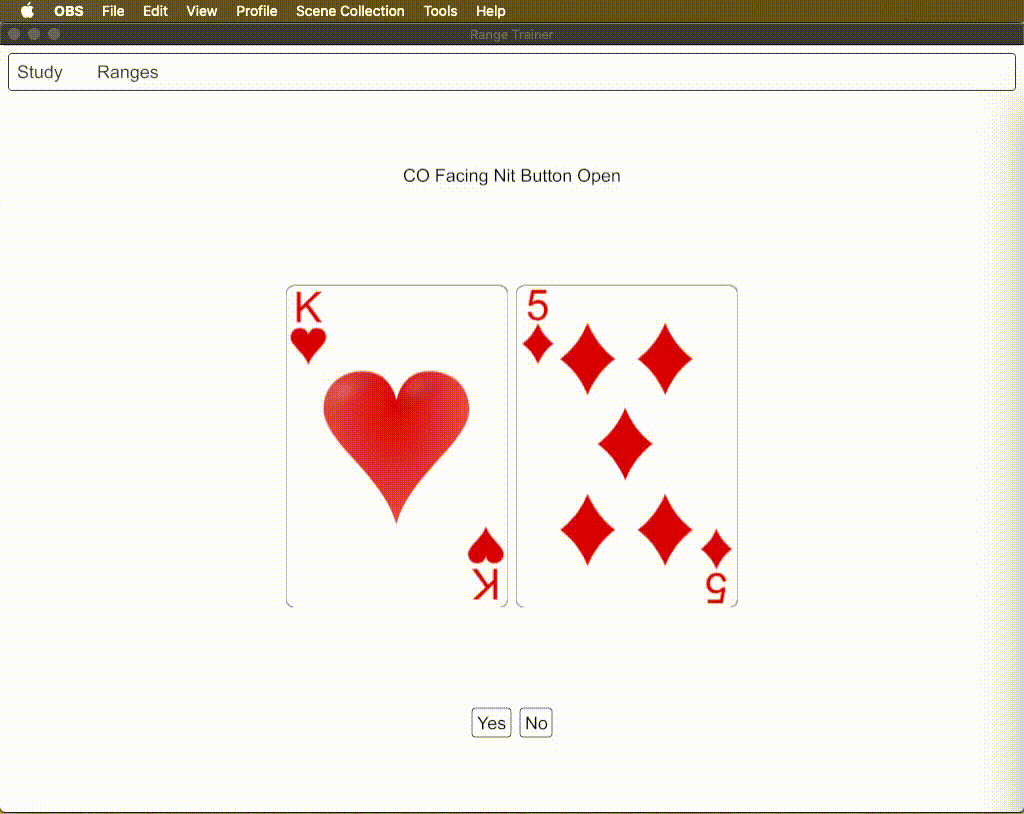 OBS File Edit View Profile Scene Collection Tools Help
Range Trainer
Study Ranges
CO Facing Nit Button Open
K 5
K 5
Yes No